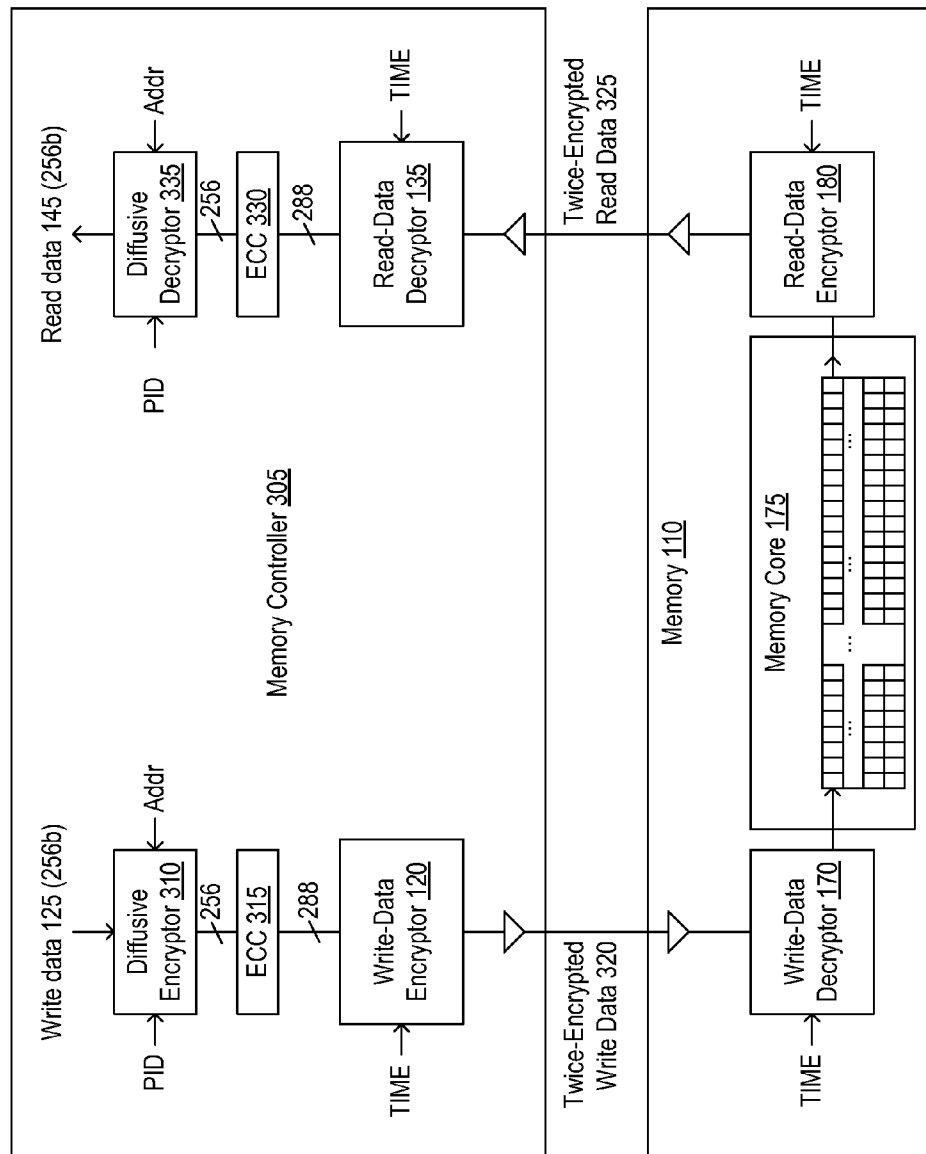 Write data 125 (256b)
PID
Diffusive
Encryptor 310
Addr
256
ECC 315
288
TIME
Write-Data
Encryptor 120
Twice-Encrypted
Write Data 320
TIME
Write-Data
Decryptor 170
Memory Controller 305
Memory 110
Memory Core 175
...
....
...
...
Read data 145 (256b)
PID
Diffusive
Decryptor 335
Addr
256
ECC 330
288
Read-Data
Decryptor 135
TIME
Twice-Encrypted
Read Data 325
Read-Data
Encryptor 180
TIME